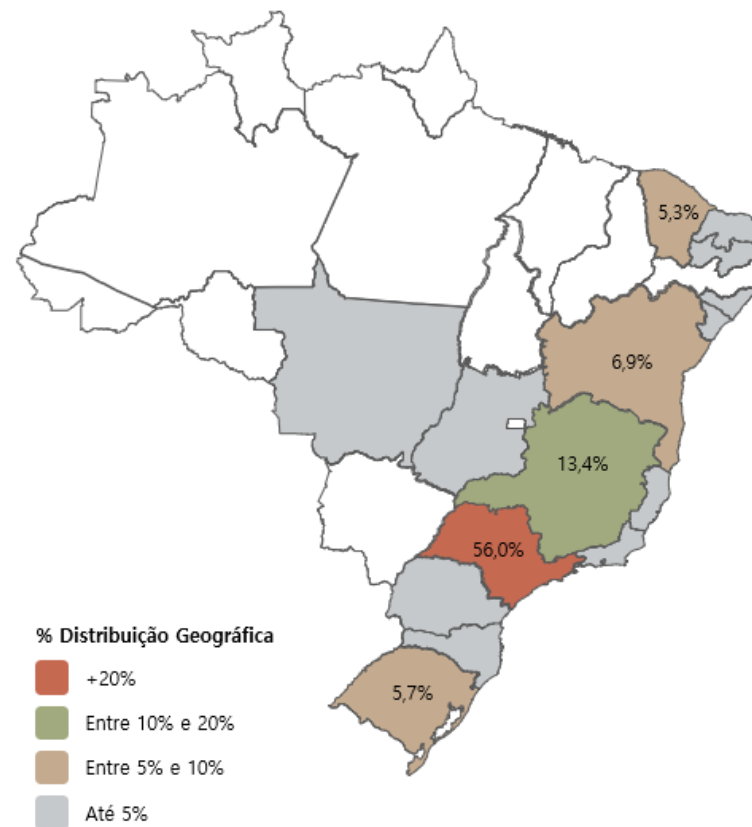 5,3%
6,9%
13,4%
56,0%
5,7%
% Distribuição Geográfica
+20%
Entre 10% e 20%
Entre 5% e 10%
Até 5%